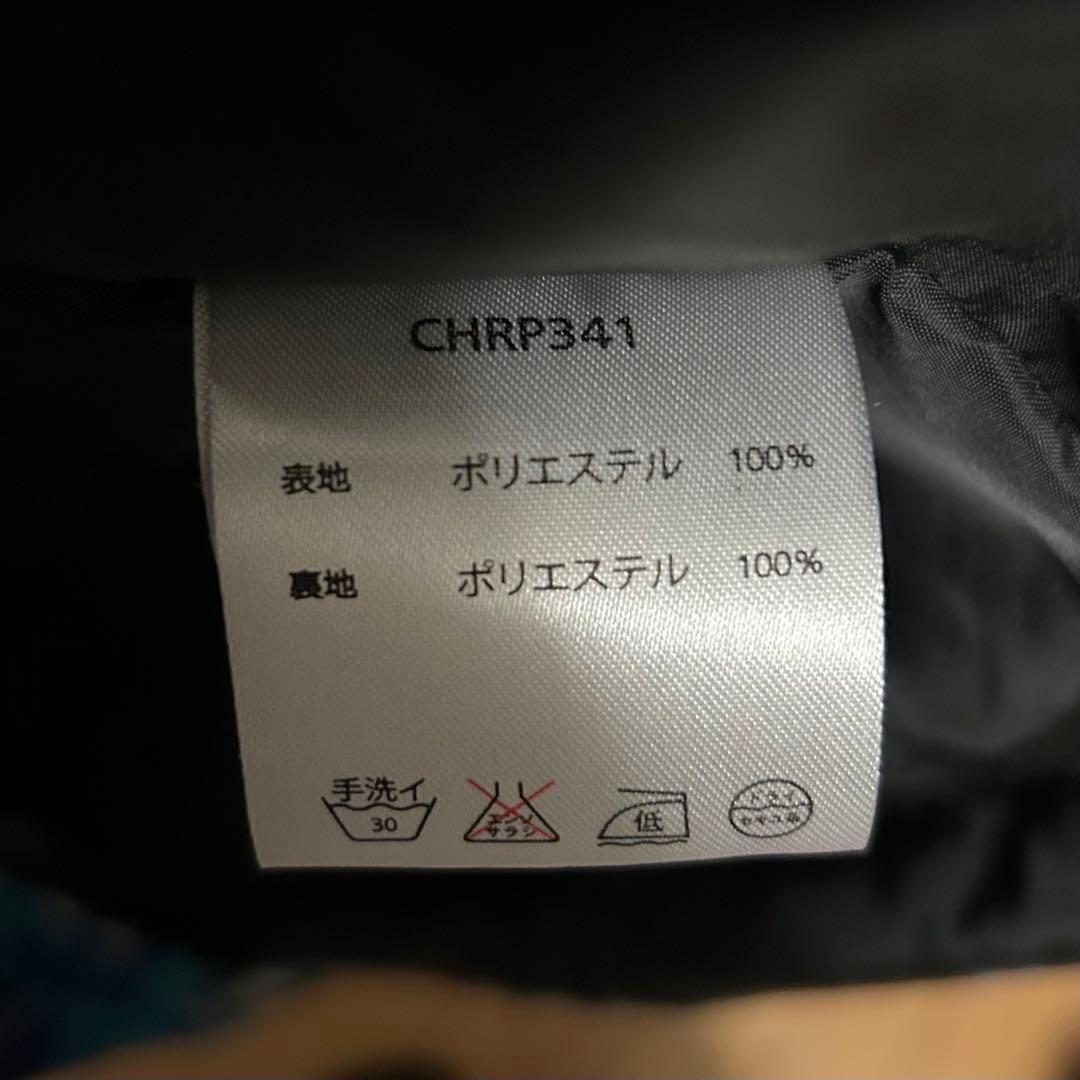 CHRP341
表地 ポリエステル 100%
裏地 ポリエステル 100%
手洗イ
30
エンソ
サラシ
低
ドライ
セキユ系